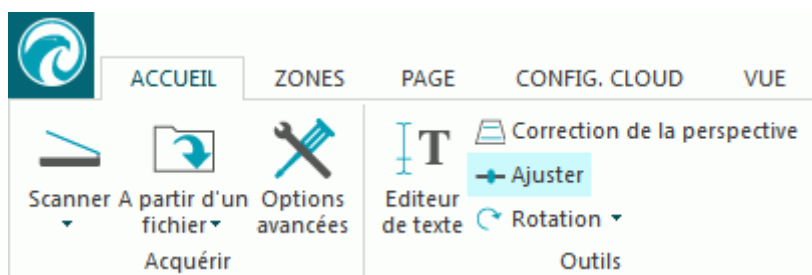 ACCUEIL ZONES PAGE CONFIG. CLOUD VUE
Scanner
A partir d'un
fichier
Options
avancées
Acquérir
T
Editeur
de texte
Correction de la perspective
Ajuster
Rotation
Outils